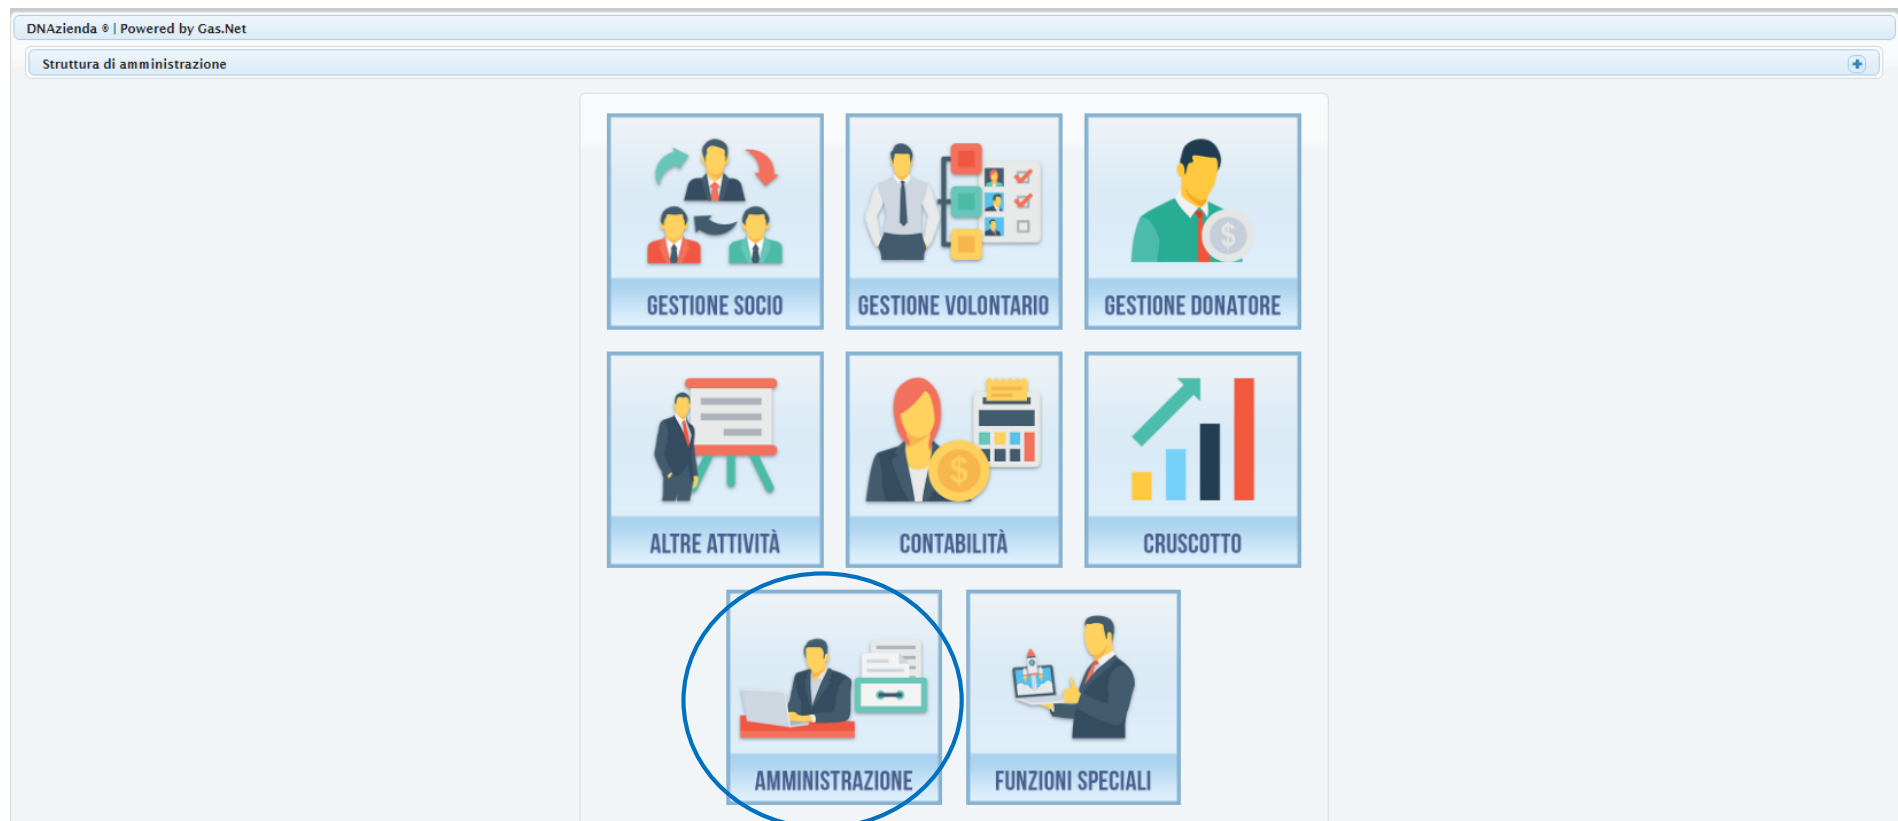 DNAzienda ® | Powered by Gas.Net
Struttura di amministrazione
GESTIONE SOCIO
GESTIONE VOLONTARIO
GESTIONE DONATORE
ALTRE ATTIVITÀ
CONTABILITÀ
CRUSCOTTO
AMMINISTRAZIONE
FUNZIONI SPECIALI